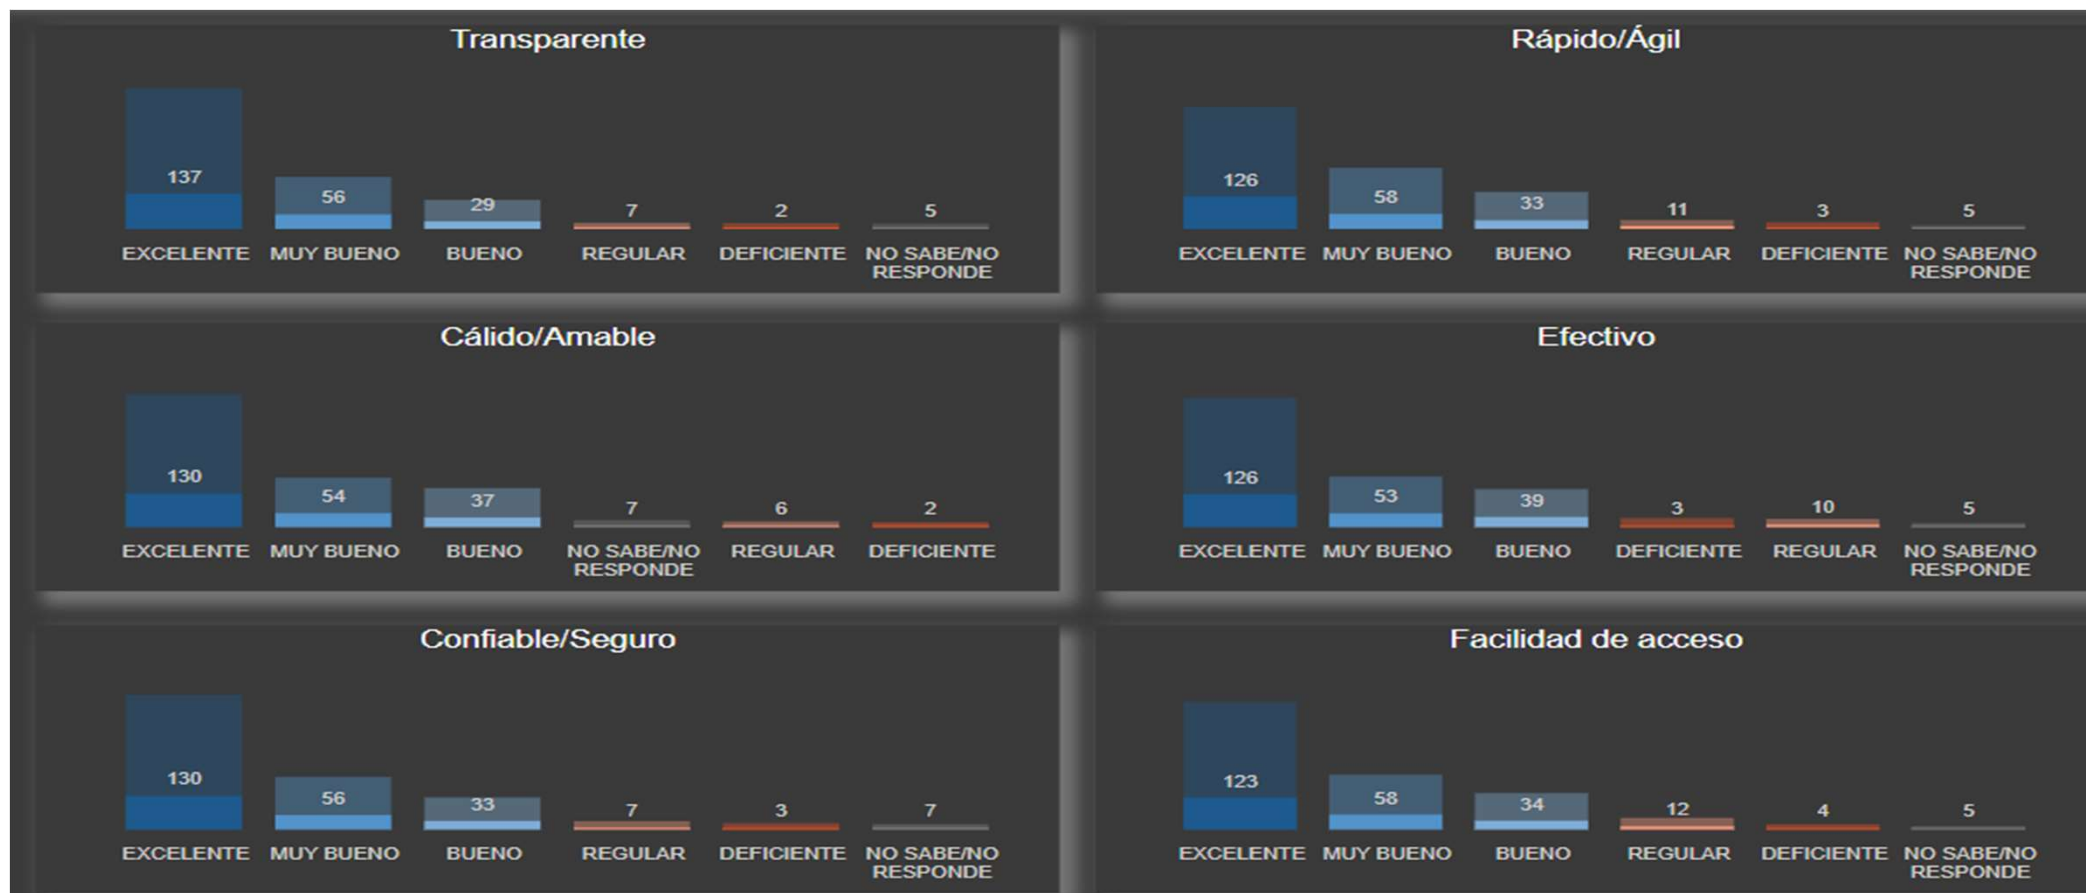 Transparente
137
56
29
7
2
5
EXCELENTE
MUY BUENO
BUENO
REGULAR
DEFICIENTE
NO SABE/NO
RESPONDE
Rápido/Ágil
126
58
33
11
3
5
EXCELENTE
MUY BUENO
BUENO
REGULAR
DEFICIENTE
NO SABE/NO
RESPONDE
Cálido/Amable
130
54
37
7
6
2
EXCELENTE
MUY BUENO
BUENO
NO SABE/NO
RESPONDE
REGULAR
DEFICIENTE
Efectivo
126
53
39
3
10
5
EXCELENTE
MUY BUENO
BUENO
DEFICIENTE
REGULAR
NO SABE/NO
RESPONDE
Confiable/Seguro
130
56
33
7
3
7
EXCELENTE
MUY BUENO
BUENO
REGULAR
DEFICIENTE
NO SABE/NO
RESPONDE
Facilidad de acceso
123
58
34
12
4
5
EXCELENTE
MUY BUENO
BUENO
REGULAR
DEFICIENTE
NO SABE/NO
RESPONDE